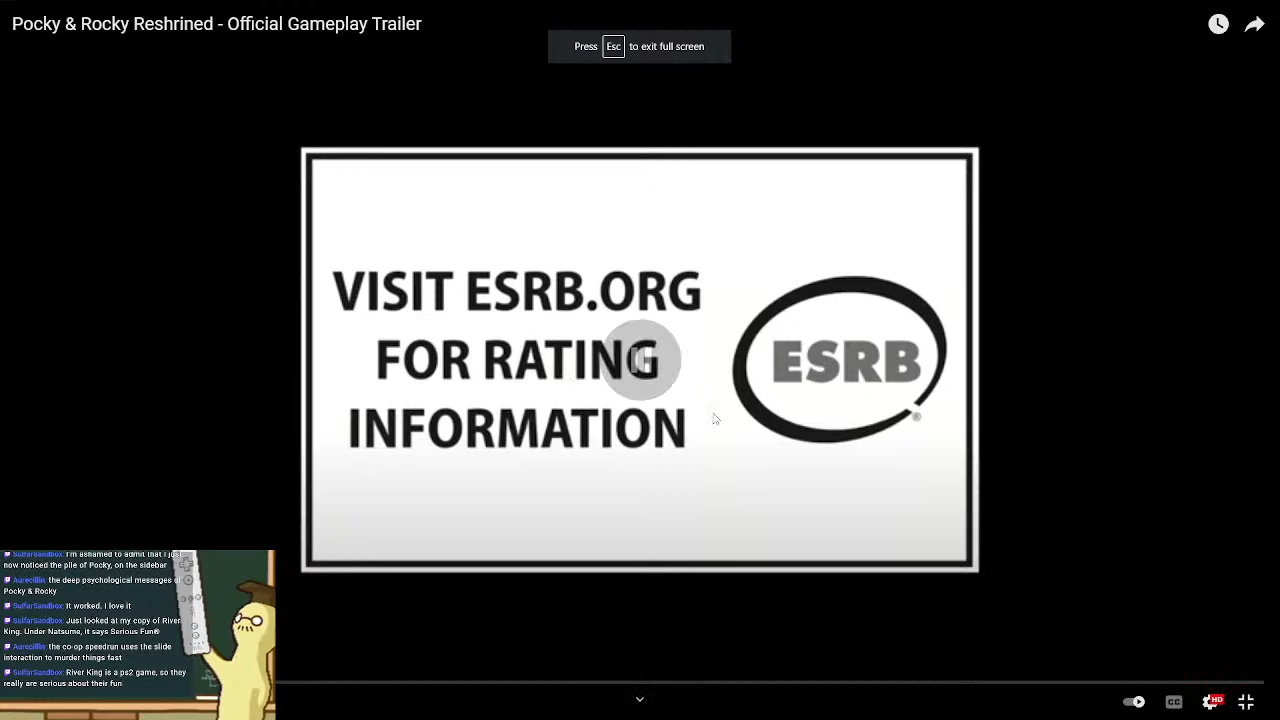 Pocky & Rocky Reshrined - Official Gameplay Trailer
Press Esc to exit full screen
VISIT ESRB.ORG
FOR RATING
INFORMATION
ESRB
®
SulfarSandbox: I'm ashamed to admit that I just
now noticed the pile of Pocky, on the sidebar
Aurecillin: the deep psychological messages of
Pocky & Rocky
SulfarSandbox: It worked. I love it
SulfarSandbox: Just looked at my copy of River
King. Under Natsume, it says Serious Fun®
Aurecillin: the co-op speedrun uses the slide
interaction to murder things fast
SulfarSandbox: River King is a ps2 game, so they
really are serious about their fun
CC
HD